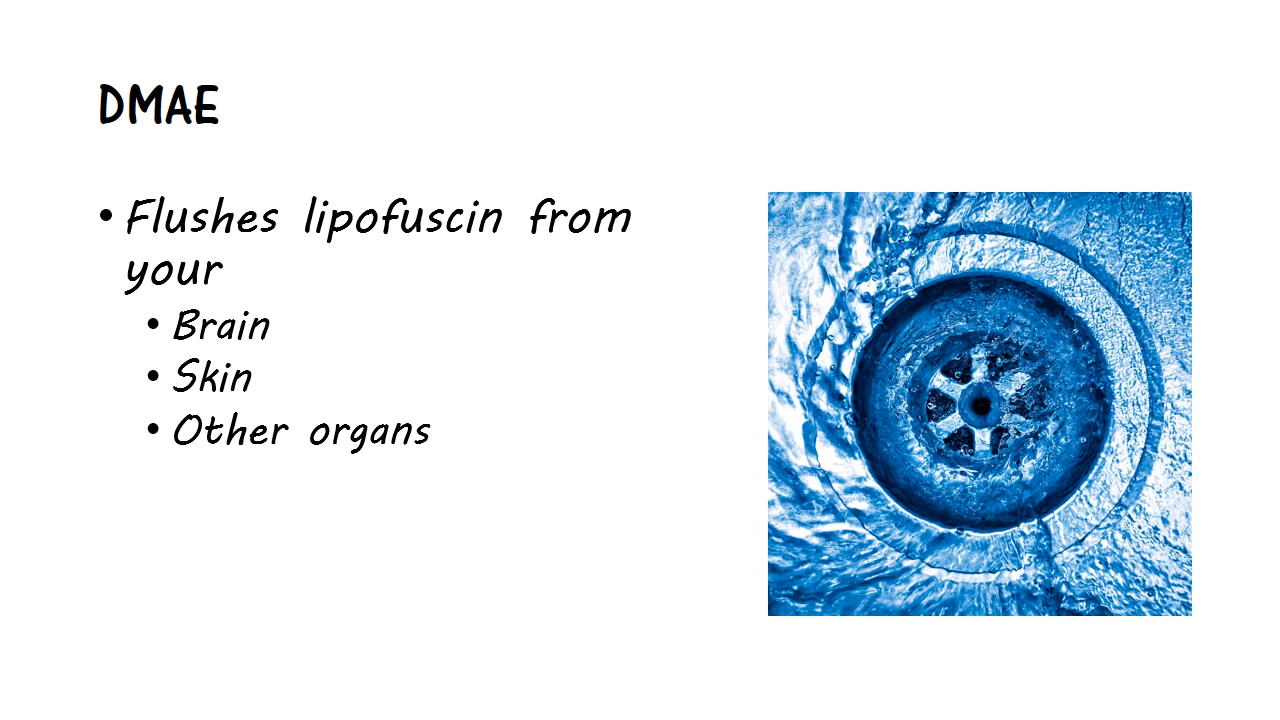 DMAE
• Flushes lipofuscin from
your
• Brain
• Skin
• Other organs